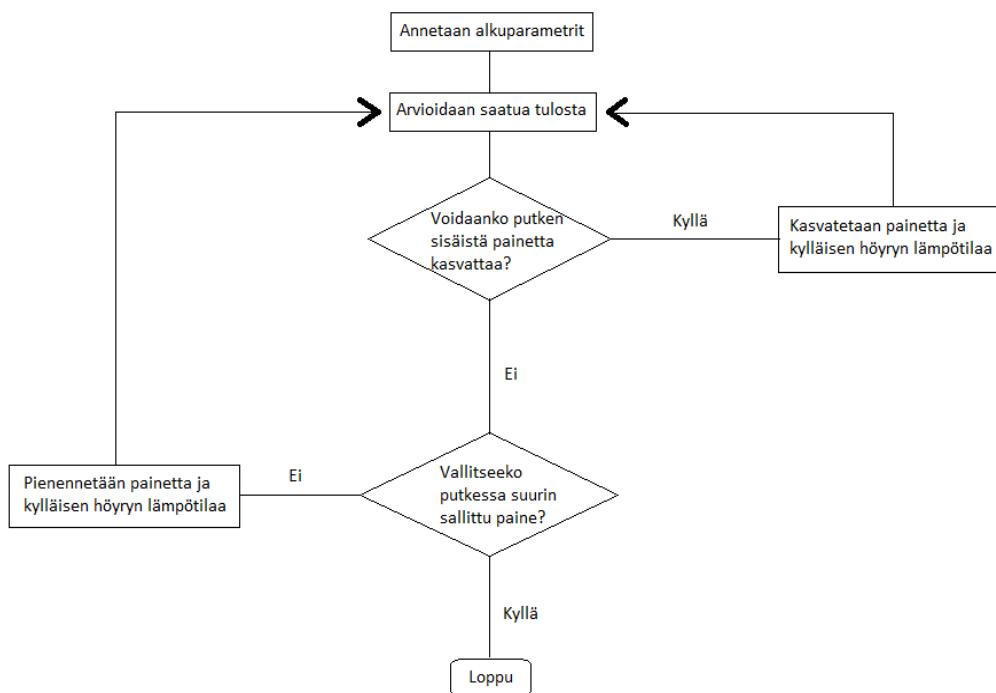 Annetaan alkuparametrit
Arvioidaan saatua tulosta
Voidaanko putken
sisäistä painetta
kasvattaa?
Kyllä
Kasvatetaan painetta ja
kylläisen höyryn lämpötilaa
Ei
Vallitseeko
putkessa suurin
sallittu paine?
Ei
Pienennetään painetta ja
kylläisen höyryn lämpötilaa
Kyllä
Loppu